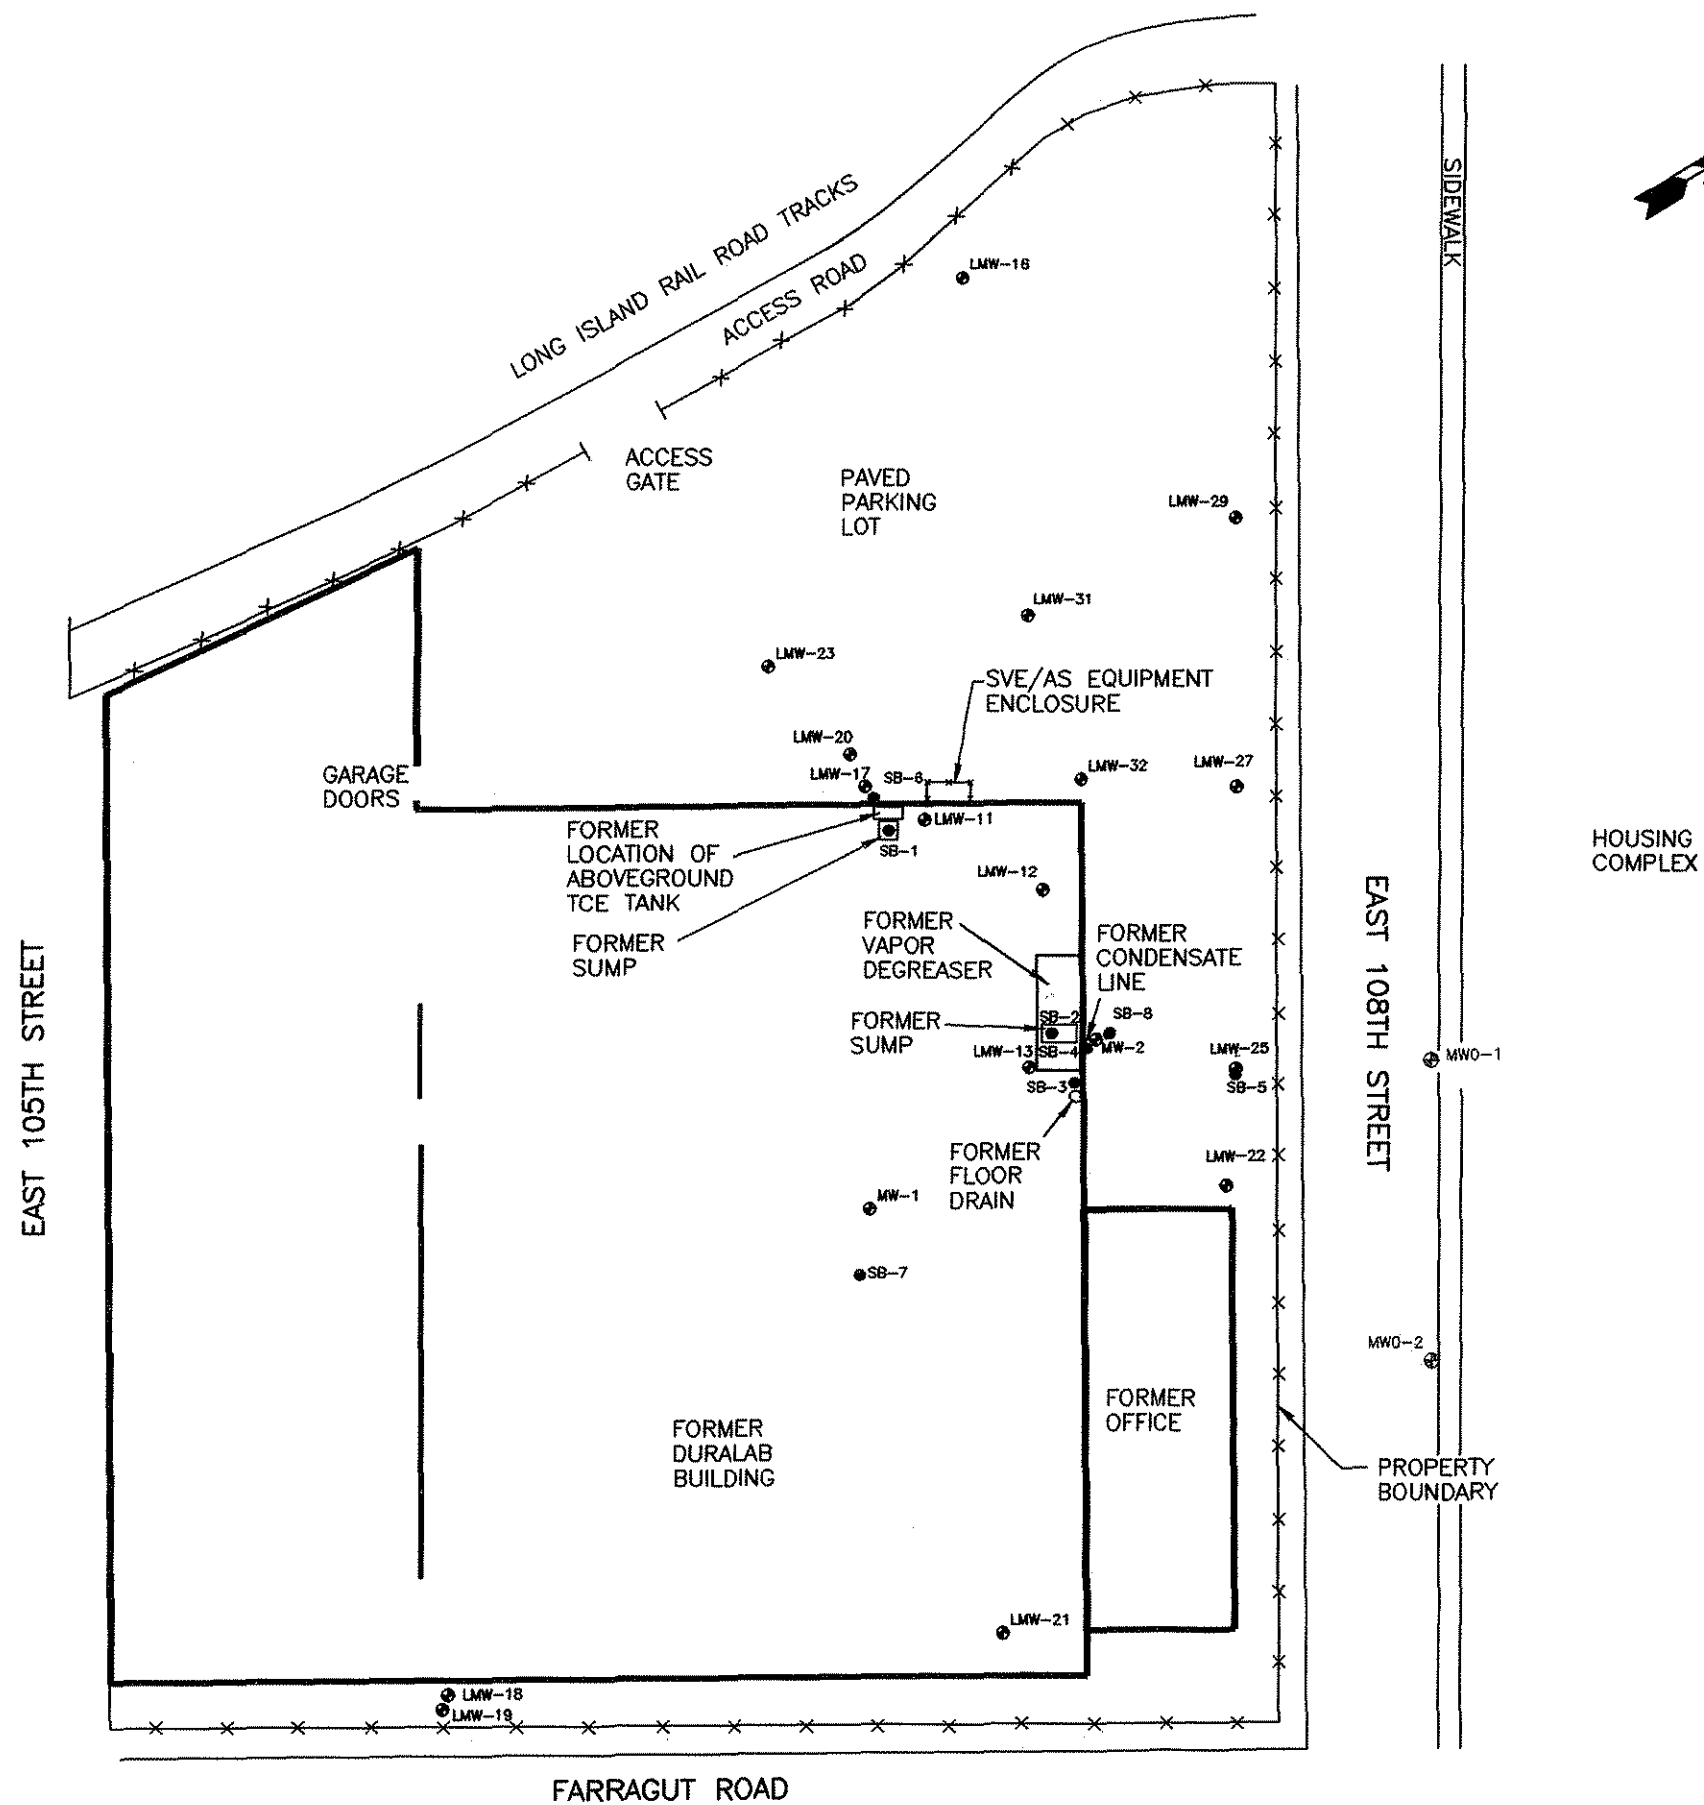 SIDEWALK
LONG ISLAND RAIL ROAD TRACKS
ACCESS ROAD
LMW-16
ACCESS
GATE
PAVED
PARKING
LOT
LMW-29
LMW-31
LMW-23
SVE/AS EQUIPMENT
ENCLOSURE
LMW-20
LMW-17
SB-6
LMW-32
LMW-27
GARAGE
DOORS
LMW-11
SB-1
FORMER
LOCATION OF
ABOVEGROUND
TCE TANK
HOUSING
COMPLEX
LMW-12
FORMER
SUMP
FORMER
VAPOR
DEGREASER
FORMER
CONDENSATE
LINE
EAST 105TH STREET
EAST 108TH STREET
FORMER
SUMP
SB-2
SB-8
LMW-13
SB-4
MW-2
LMW-25
SB-5
MWO-1
SB-3
FORMER
FLOOR
DRAIN
LMW-22
MW-1
SB-7
MWO-2
FORMER
OFFICE
FORMER
DURALAB
BUILDING
PROPERTY
BOUNDARY
LMW-21
LMW-18
LMW-19
FARRAGUT ROAD